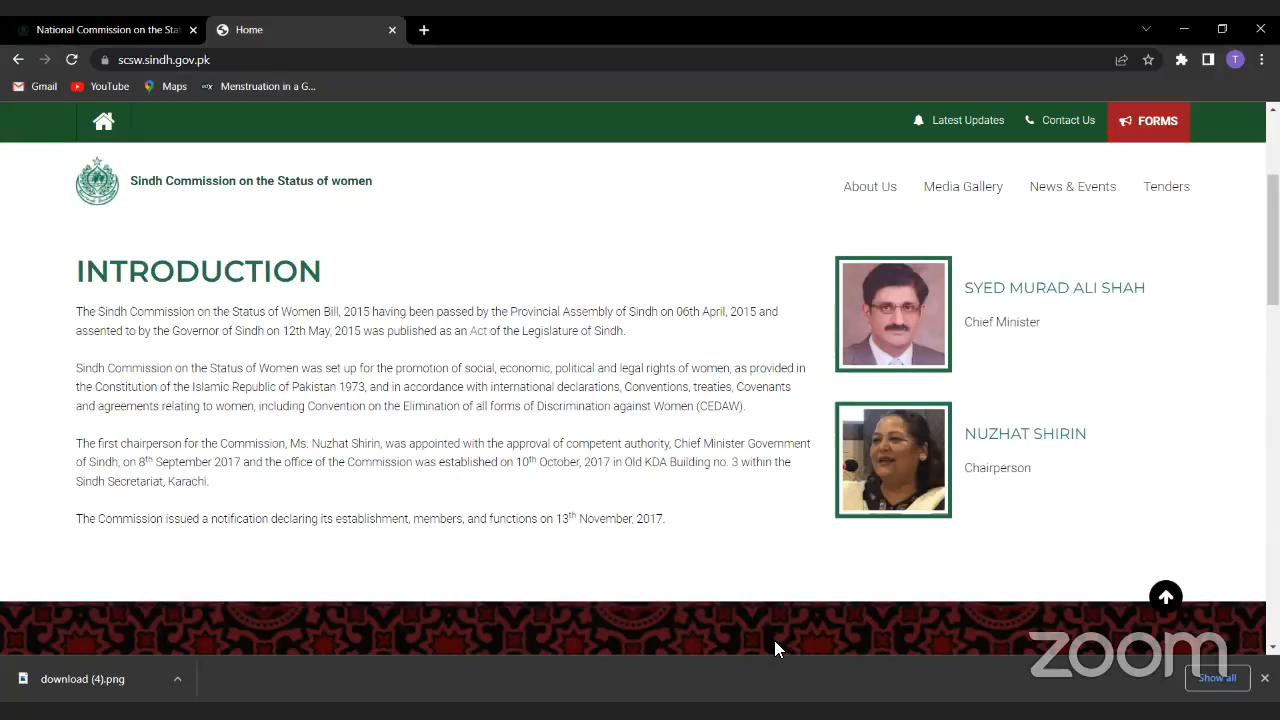 National Commission on the Sta
Home
scsw.sindh.gov.pk
T
Gmail
YouTube
Maps
Menstruation in a G...
Latest Updates
Contact Us
FORMS
Sindh Commission on the Status of women
About Us
Media Gallery
News & Events
Tenders
INTRODUCTION
The Sindh Commission on the Status of Women Bill, 2015 having been passed by the Provincial Assembly of Sindh on 06th April, 2015 and
assented to by the Governor of Sindh on 12th May, 2015 was published as an Act of the Legislature of Sindh.
Sindh Commission on the Status of Women was set up for the promotion of social, economic, political and legal rights of women, as provided in
the Constitution of the Islamic Republic of Pakistan 1973, and in accordance with international declarations, Conventions, treaties, Covenants
and agreements relating to women, including Convention on the Elimination of all forms of Discrimination against Women (CEDAW).
The first chairperson for the Commission, Ms. Nuzhat Shirin, was appointed with the approval of competent authority, Chief Minister Government
of Sindh, on 8th September 2017 and the office of the Commission was established on 10th October, 2017 in Old KDA Building no. 3 within the
Sindh Secretariat, Karachi.
The Commission issued a notification declaring its establishment, members, and functions on 13th November, 2017.
SYED MURAD ALI SHAH
Chief Minister
NUZHAT SHIRIN
Chairperson
zoom
download (4).png
Show all